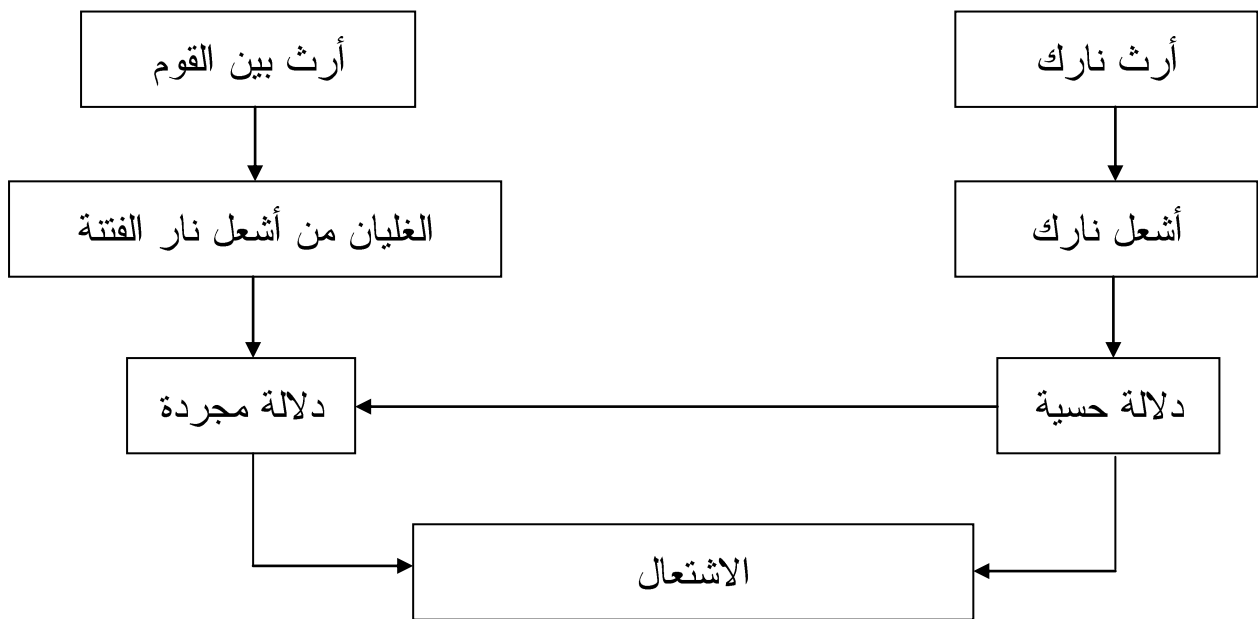 أرث نارك
أرث بين القوم
أشعل نارك
الغليان من أشعل نار الفتنة
دلالة حسية
دلالة مجردة
الاشتعال